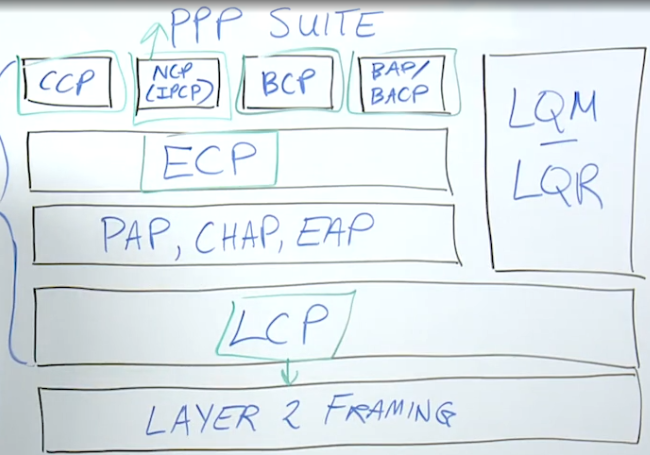 PPP SUITE
CCP
NCP
(IPCP)
BCP
BAP/
BACP
LQM
LQR
ECP
PAP, CHAP, EAP
LCP
LAYER 2 FRAMING